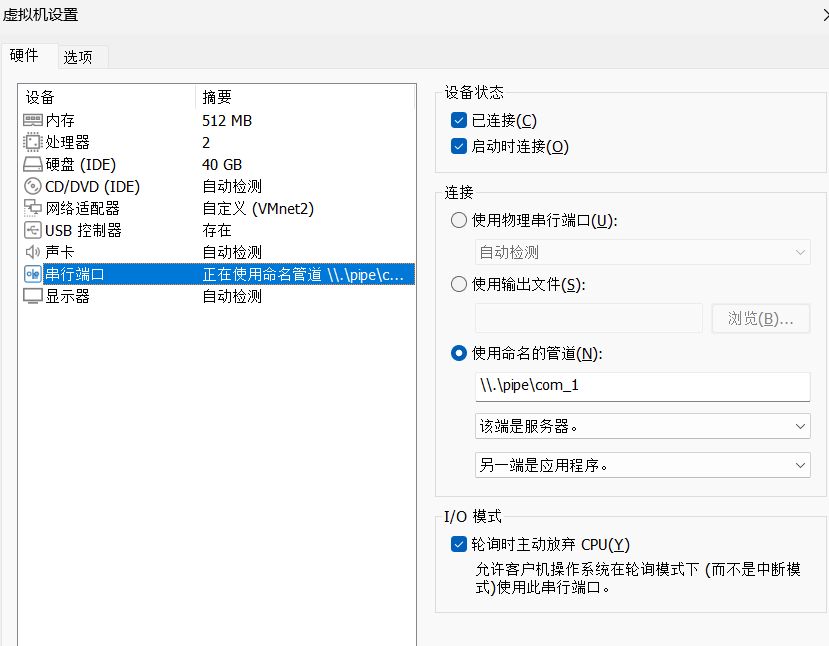 虚拟机设置
硬件 选项
设备 摘要
内存 512 MB
处理器 2
硬盘 (IDE) 40 GB
CD/DVD (IDE) 自动检测
网络适配器 自定义 (VMnet2)
USB 控制器 存在
声卡 自动检测
串行端口 正在使用命名管道 \\.\pipe\c...
显示器 自动检测
设备状态
已连接(C)
启动时连接(O)
连接
使用物理串行端口(U):
自动检测
使用输出文件(S):
浏览(B)...
使用命名的管道(N):
\\.\pipe\com_1
该端是服务器。
另一端是应用程序。
I/O 模式
轮询时主动放弃 CPU(Y)
允许客户机操作系统在轮询模式下 (而不是中断模
式)使用此串行端口。